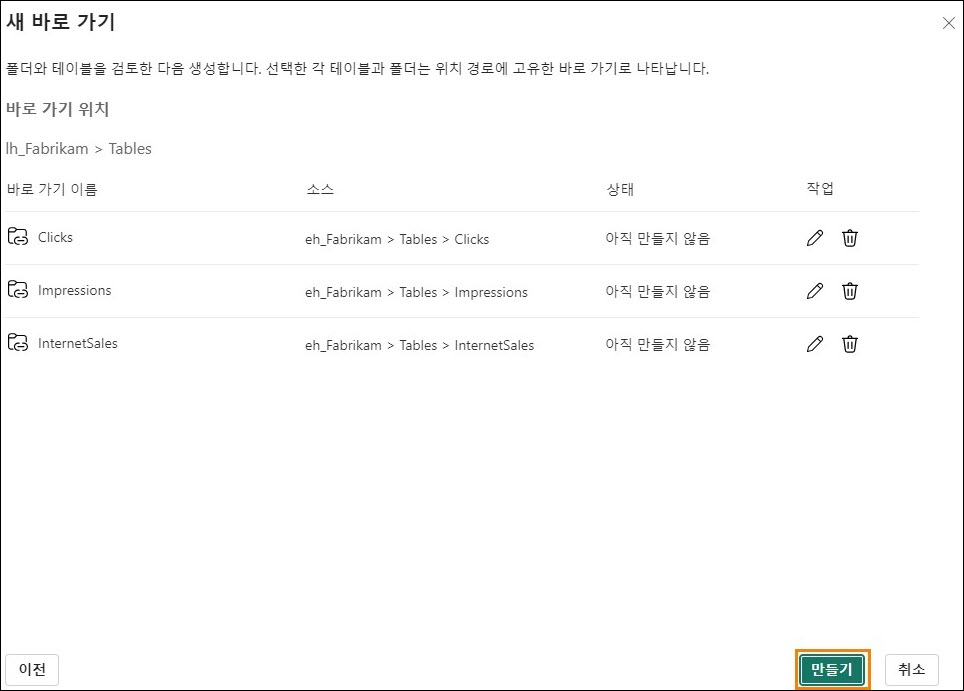 새 바로 가기
폴더와 테이블을 검토한 다음 생성합니다. 선택한 각 테이블과 폴더는 위치 경로에 고유한 바로 가기로 나타납니다.
바로 가기 위치
lh_Fabrikam > Tables
바로 가기 이름 소스 상태 작업
Clicks eh_Fabrikam > Tables > Clicks 아직 만들지 않음
Impressions eh_Fabrikam > Tables > Impressions 아직 만들지 않음
InternetSales eh_Fabrikam > Tables > InternetSales 아직 만들지 않음
이전 만들기 취소